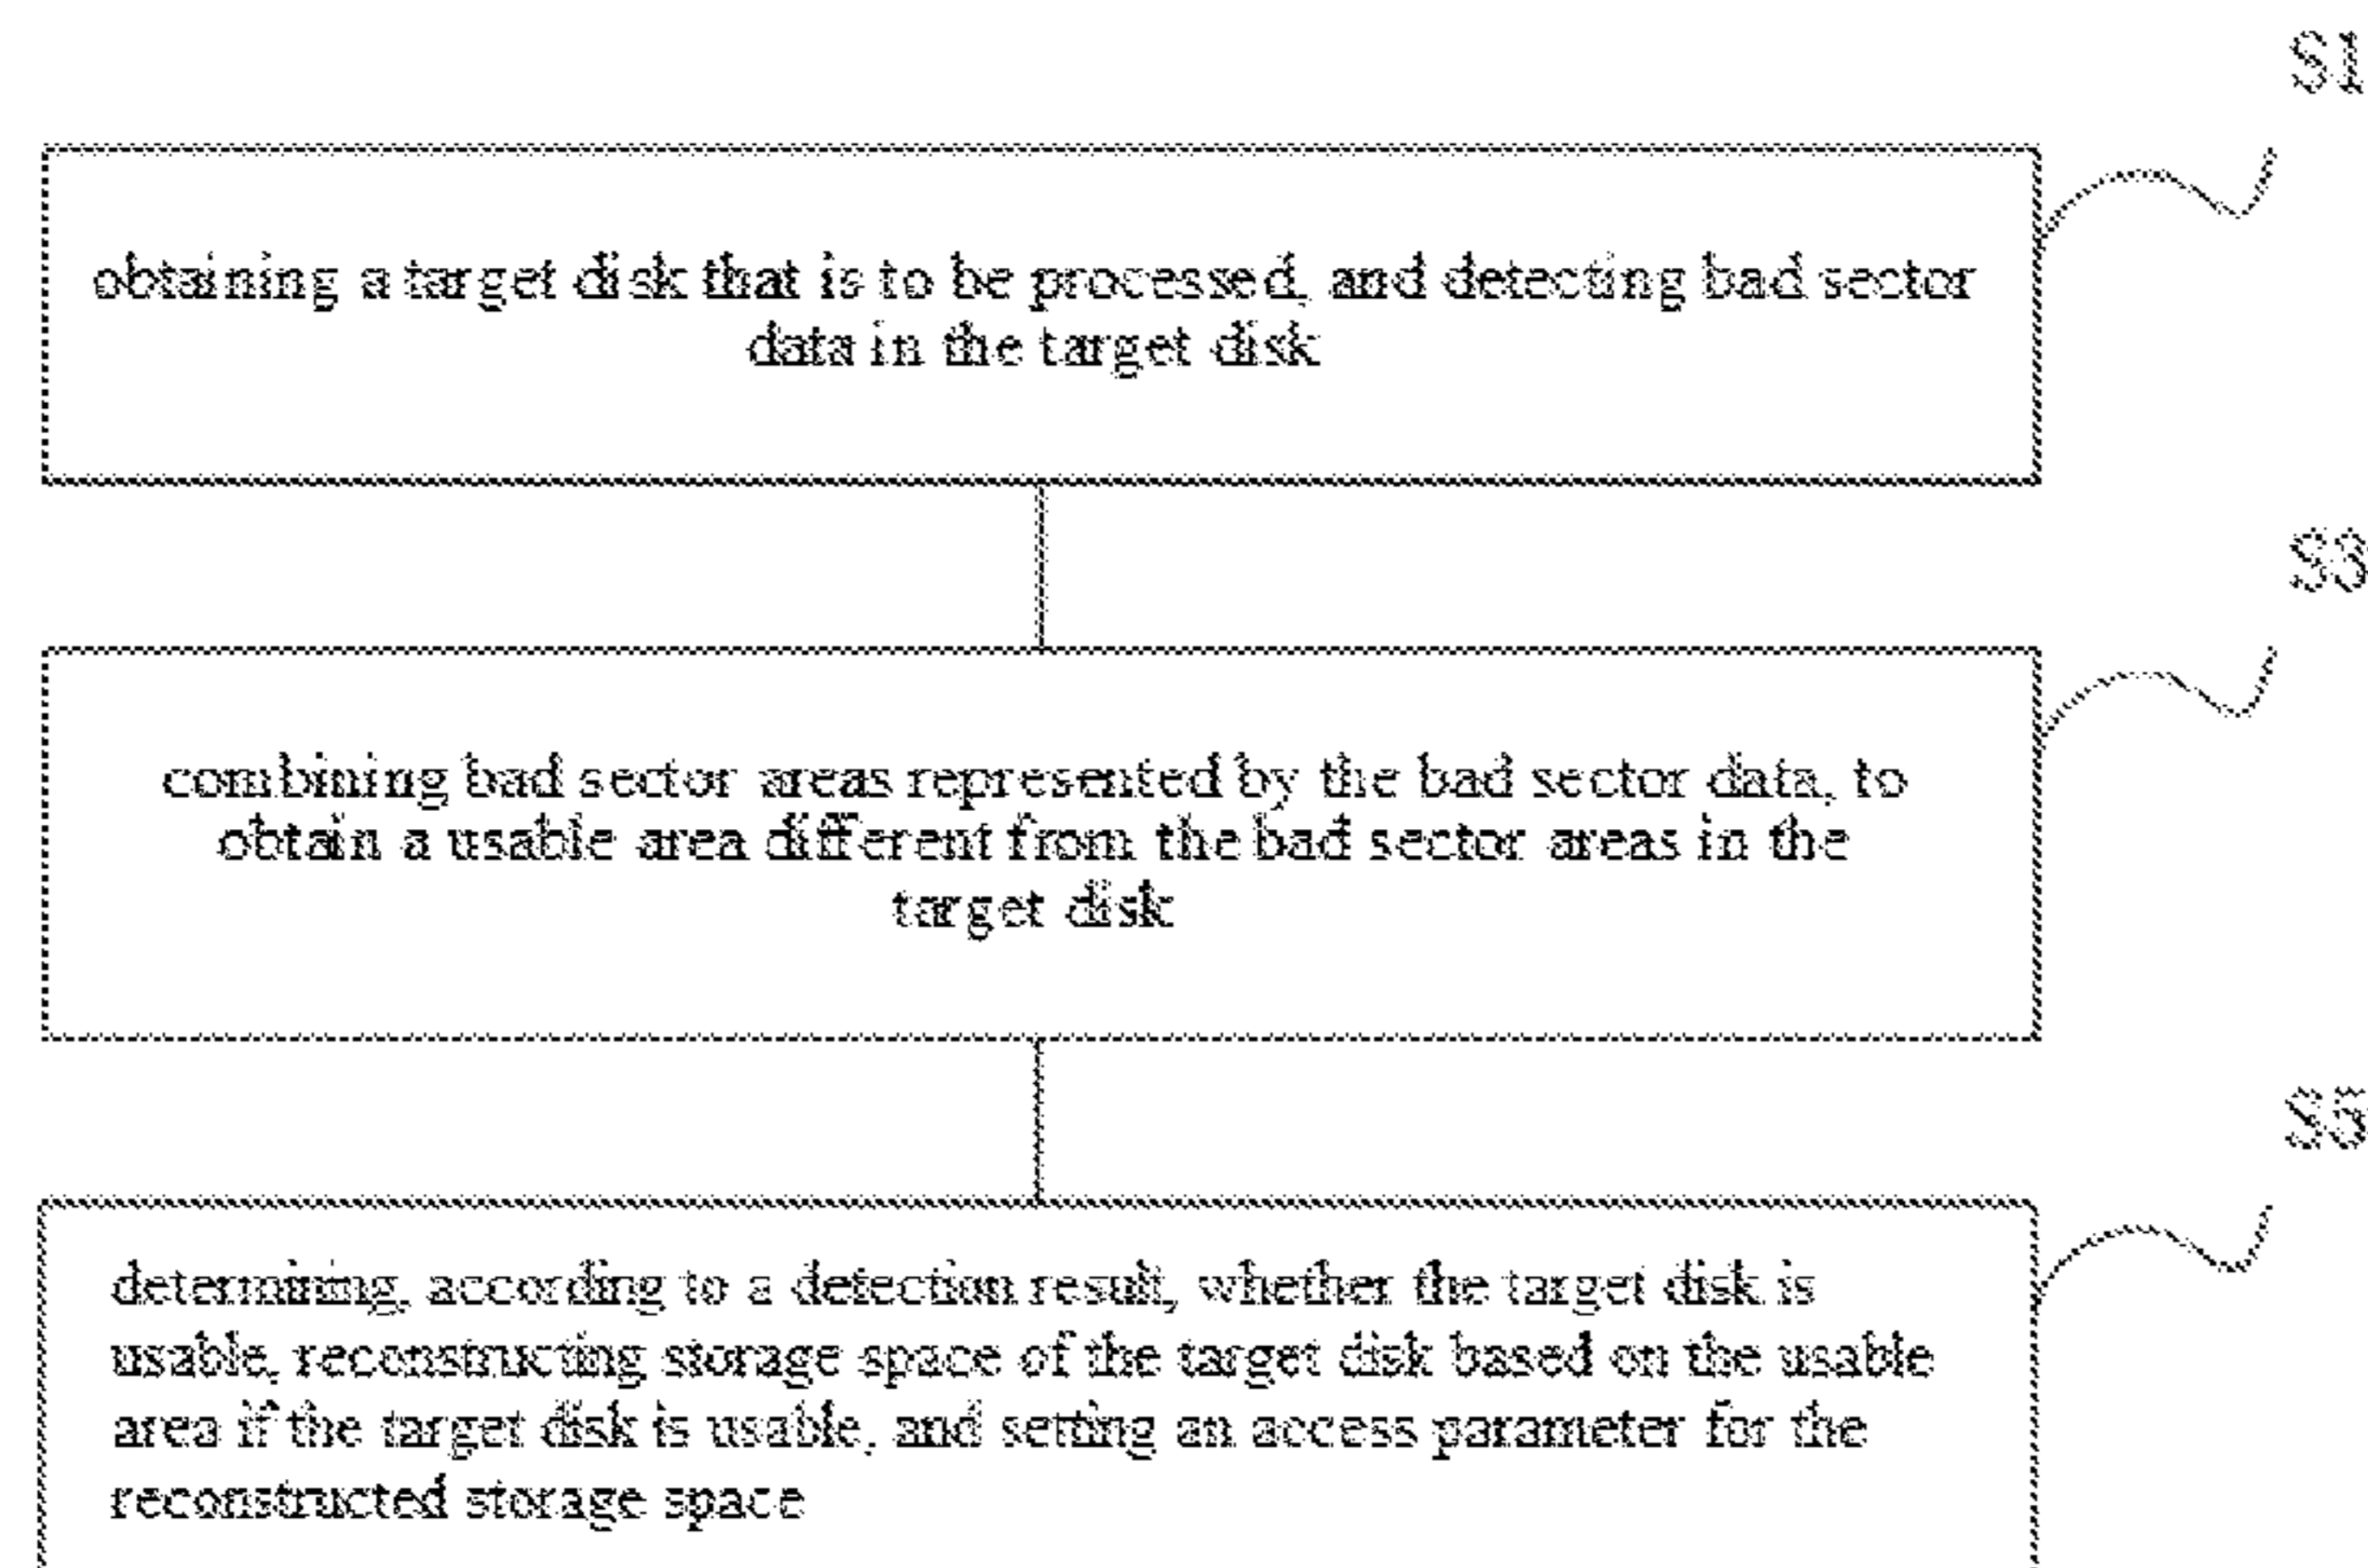 S1
obtaining a target disk that is to be processed, and detecting bad sector
data in the target disk
S3
combining bad sector areas represented by the bad sector data, to
obtain a usable area different from the bad sector areas in the
target disk
S5
determining, according to a detection result, whether the target disk is
usable, reconstructing storage space of the target disk based on the usable
area if the target disk is usable, and setting an access parameter for the
reconstructed storage space